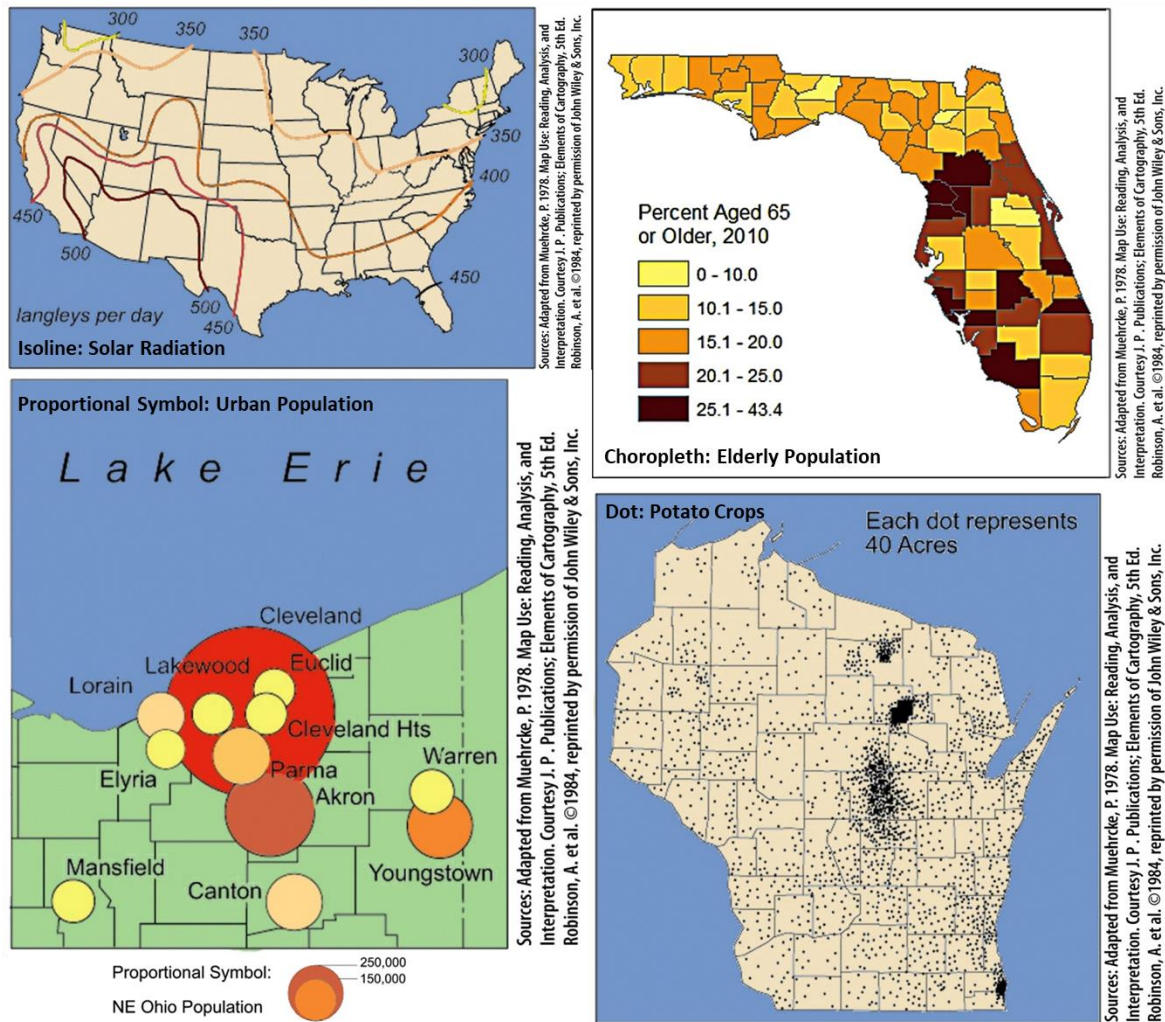 300
350
350
300
350
400
450
450
500
500
450
langleys per day
Isoline: Solar Radiation
Sources: Adapted from Muehrcke, P. 1978. Map Use: Reading, Analysis, and
Interpretation. Courtesy J. P . Publications; Elements of Cartography, 5th Ed.
Robinson, A. et al. ©1984, reprinted by permission of John Wiley & Sons, Inc.
Percent Aged 65
or Older, 2010
0 - 10.0
10.1 - 15.0
15.1 - 20.0
20.1 - 25.0
25.1 - 43.4
Choropleth: Elderly Population
Sources: Adapted from Muehrcke, P. 1978. Map Use: Reading, Analysis, and
Interpretation. Courtesy J. P . Publications; Elements of Cartography, 5th Ed.
Robinson, A. et al. ©1984, reprinted by permission of John Wiley & Sons, Inc.
Proportional Symbol: Urban Population
Lake Erie
Cleveland
Lakewood
Euclid
Lorain
Cleveland Hts
Warren
Elyria
Parma
Akron
Mansfield
Canton
Youngstown
Proportional Symbol:
NE Ohio Population
250,000
150,000
Sources: Adapted from Muehrcke, P. 1978. Map Use: Reading, Analysis, and
Interpretation. Courtesy J. P . Publications; Elements of Cartography, 5th Ed.
Robinson, A. et al. ©1984, reprinted by permission of John Wiley & Sons, Inc.
Dot: Potato Crops
Each dot represents
40 Acres
Sources: Adapted from Muehrcke, P. 1978. Map Use: Reading, Analysis, and
Interpretation. Courtesy J. P . Publications; Elements of Cartography, 5th Ed.
Robinson, A. et al. ©1984, reprinted by permission of John Wiley & Sons, Inc.